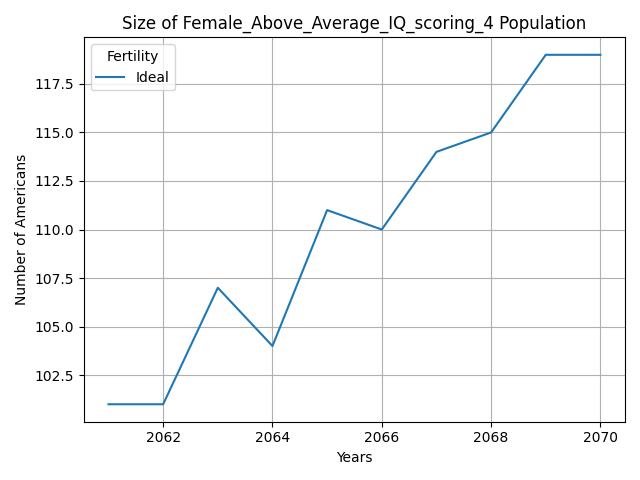 Size of Female_Above_Average_IQ_scoring_4 Population
Fertility
Ideal
Number of Americans
117.5
115.0
112.5
110.0
107.5
105.0
102.5
2062 2064 2066 2068 2070
Years